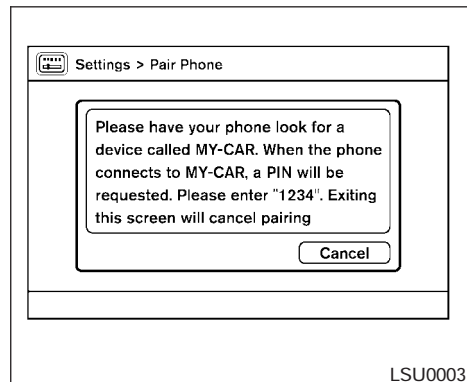 Settings > Pair Phone
Please have your phone look for a
device called MY-CAR. When the phone
connects to MY-CAR, a PIN will be
requested. Please enter "1234". Exiting
this screen will cancel pairing
Cancel
LSU0003